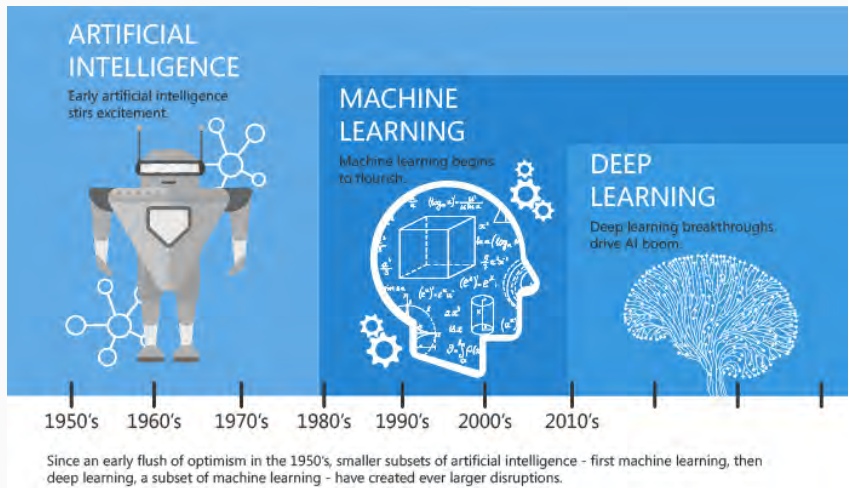 ARTIFICIAL
INTELLIGENCE
Early artificial intelligence
stirs excitement.
MACHINE
LEARNING
Machine learning begins
to flourish.
DEEP
LEARNING
Deep learning breakthroughs
drive AI boom.
1950's 1960's 1970's 1980's 1990's 2000's 2010's
Since an early flush of optimism in the 1950's, smaller subsets of artificial intelligence - first machine learning, then
deep learning, a subset of machine learning - have created ever larger disruptions.